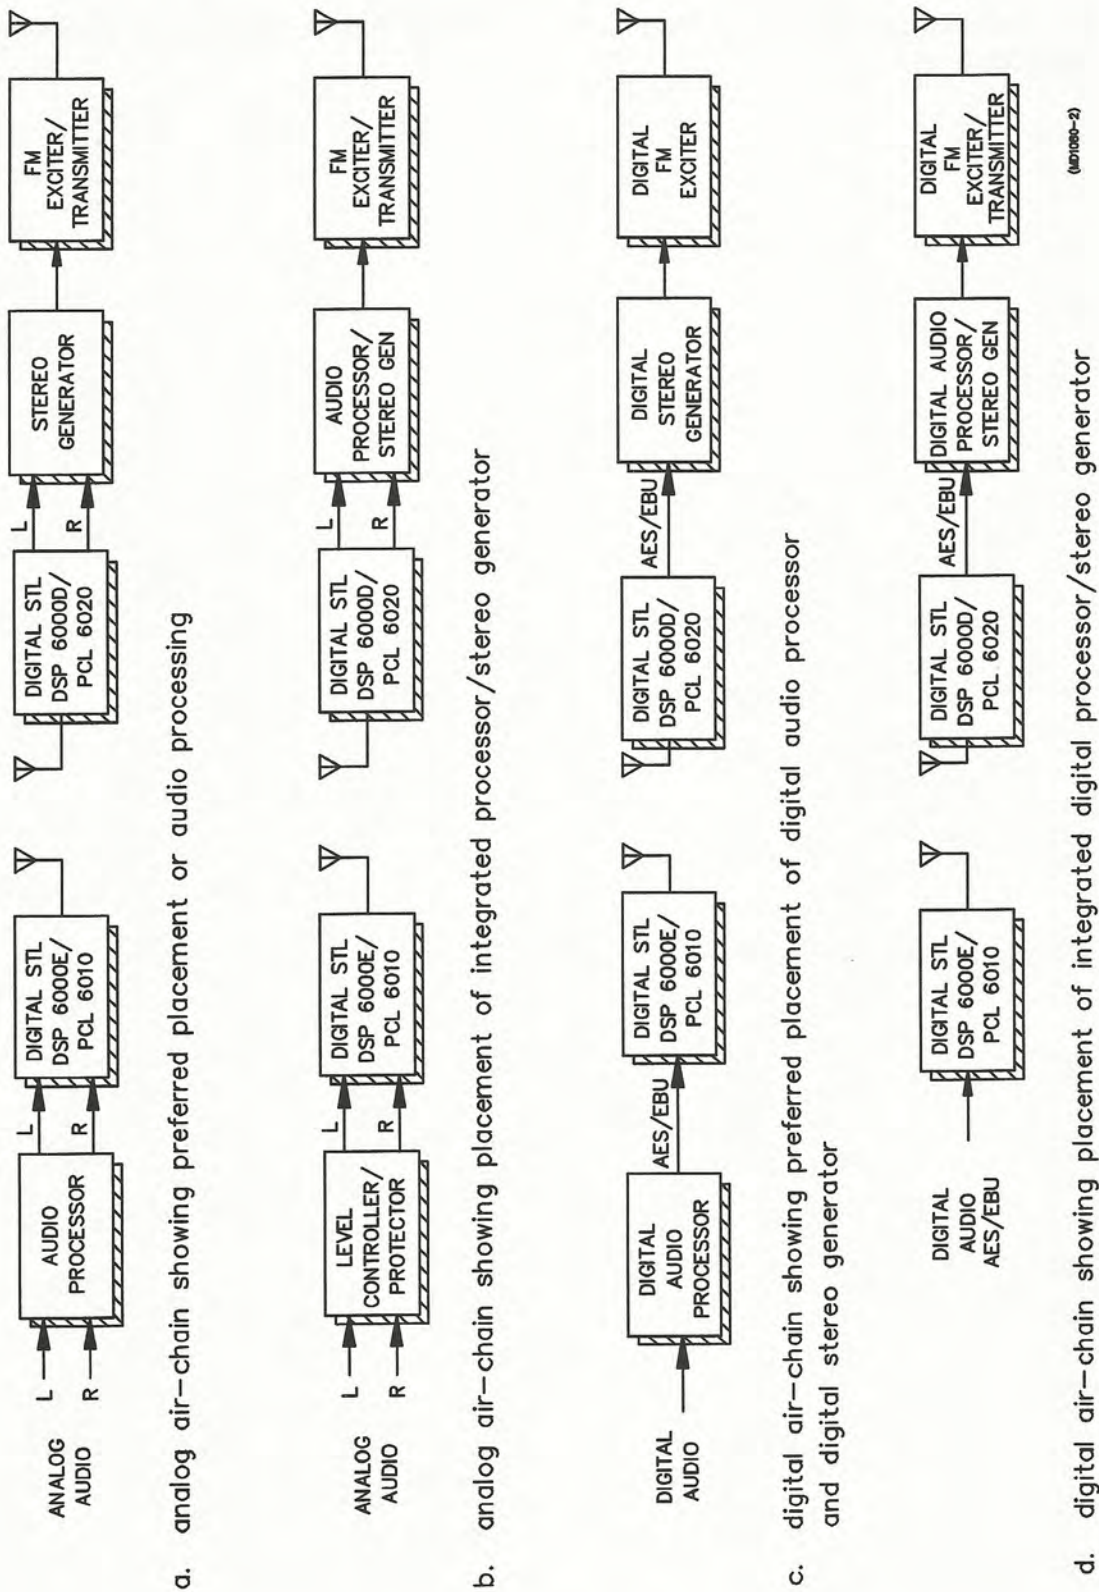 ANALOG
AUDIO
L
R
AUDIO
PROCESSOR
L
R
DIGITAL STL
DSP 6000E/
PCL 6010
DIGITAL STL
DSP 6000D/
PCL 6020
L
R
STEREO
GENERATOR
FM
EXCITER/
TRANSMITTER
a. analog air-chain showing preferred placement or audio processing
ANALOG
AUDIO
L
R
LEVEL
CONTROLLER/
PROTECTOR
L
R
DIGITAL STL
DSP 6000E/
PCL 6010
DIGITAL STL
DSP 6000D/
PCL 6020
L
R
AUDIO
PROCESSOR/
STEREO GEN
FM
EXCITER/
TRANSMITTER
b. analog air-chain showing placement of integrated processor/stereo generator
DIGITAL
AUDIO
DIGITAL
AUDIO
PROCESSOR
AES/EBU
DIGITAL STL
DSP 6000E/
PCL 6010
DIGITAL STL
DSP 6000D/
PCL 6020
AES/EBU
DIGITAL
STEREO
GENERATOR
DIGITAL
FM
EXCITER
c. digital air-chain showing preferred placement of digital audio processor
and digital stereo generator
DIGITAL
AUDIO
AES/EBU
DIGITAL STL
DSP 6000E/
PCL 6010
DIGITAL STL
DSP 6000D/
PCL 6020
AES/EBU
DIGITAL AUDIO
PROCESSOR/
STEREO GEN
DIGITAL
FM
EXCITER/
TRANSMITTER
(MD1060-2)
d. digital air-chain showing placement of integrated digital processor/stereo generator